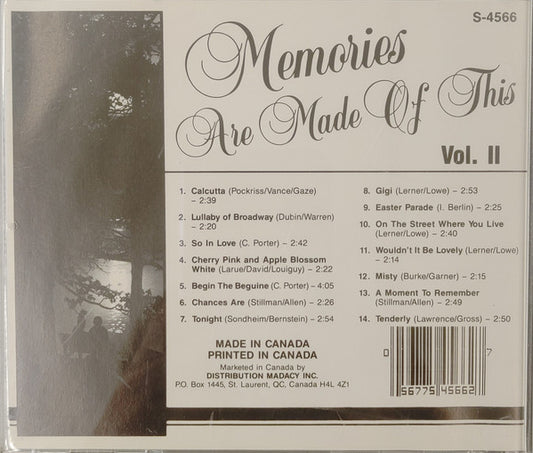 S-4566
Memories
Are Made Of This
Vol. II
1. Calcutta (Pockriss/Vance/Gaze)
– 2:39
2. Lullaby of Broadway (Dubin/Warren)
– 2:20
3. So In Love (C. Porter) – 2:42
4. Cherry Pink and Apple Blossom
White (Larue/David/Louiguy) – 2:22
5. Begin The Beguine (C. Porter) – 4:05
6. Chances Are (Stillman/Allen) – 2:26
7. Tonight (Sondheim/Bernstein) – 2:54
8. Gigi (Lerner/Lowe) – 2:53
9. Easter Parade (I. Berlin) – 2:25
10. On The Street Where You Live
(Lerner/Lowe) – 2:40
11. Wouldn't It Be Lovely (Lerner/Lowe)
– 2:14
12. Misty (Burke/Garner) – 2:15
13. A Moment To Remember
(Stillman/Allen) – 2:49
14. Tenderly (Lawrence/Gross) – 2:50
MADE IN CANADA
PRINTED IN CANADA
Marketed in Canada by
DISTRIBUTION MADACY INC.
P.O. Box 1445, St. Laurent, QC, Canada H4L 4Z1
0 56775 45662 7